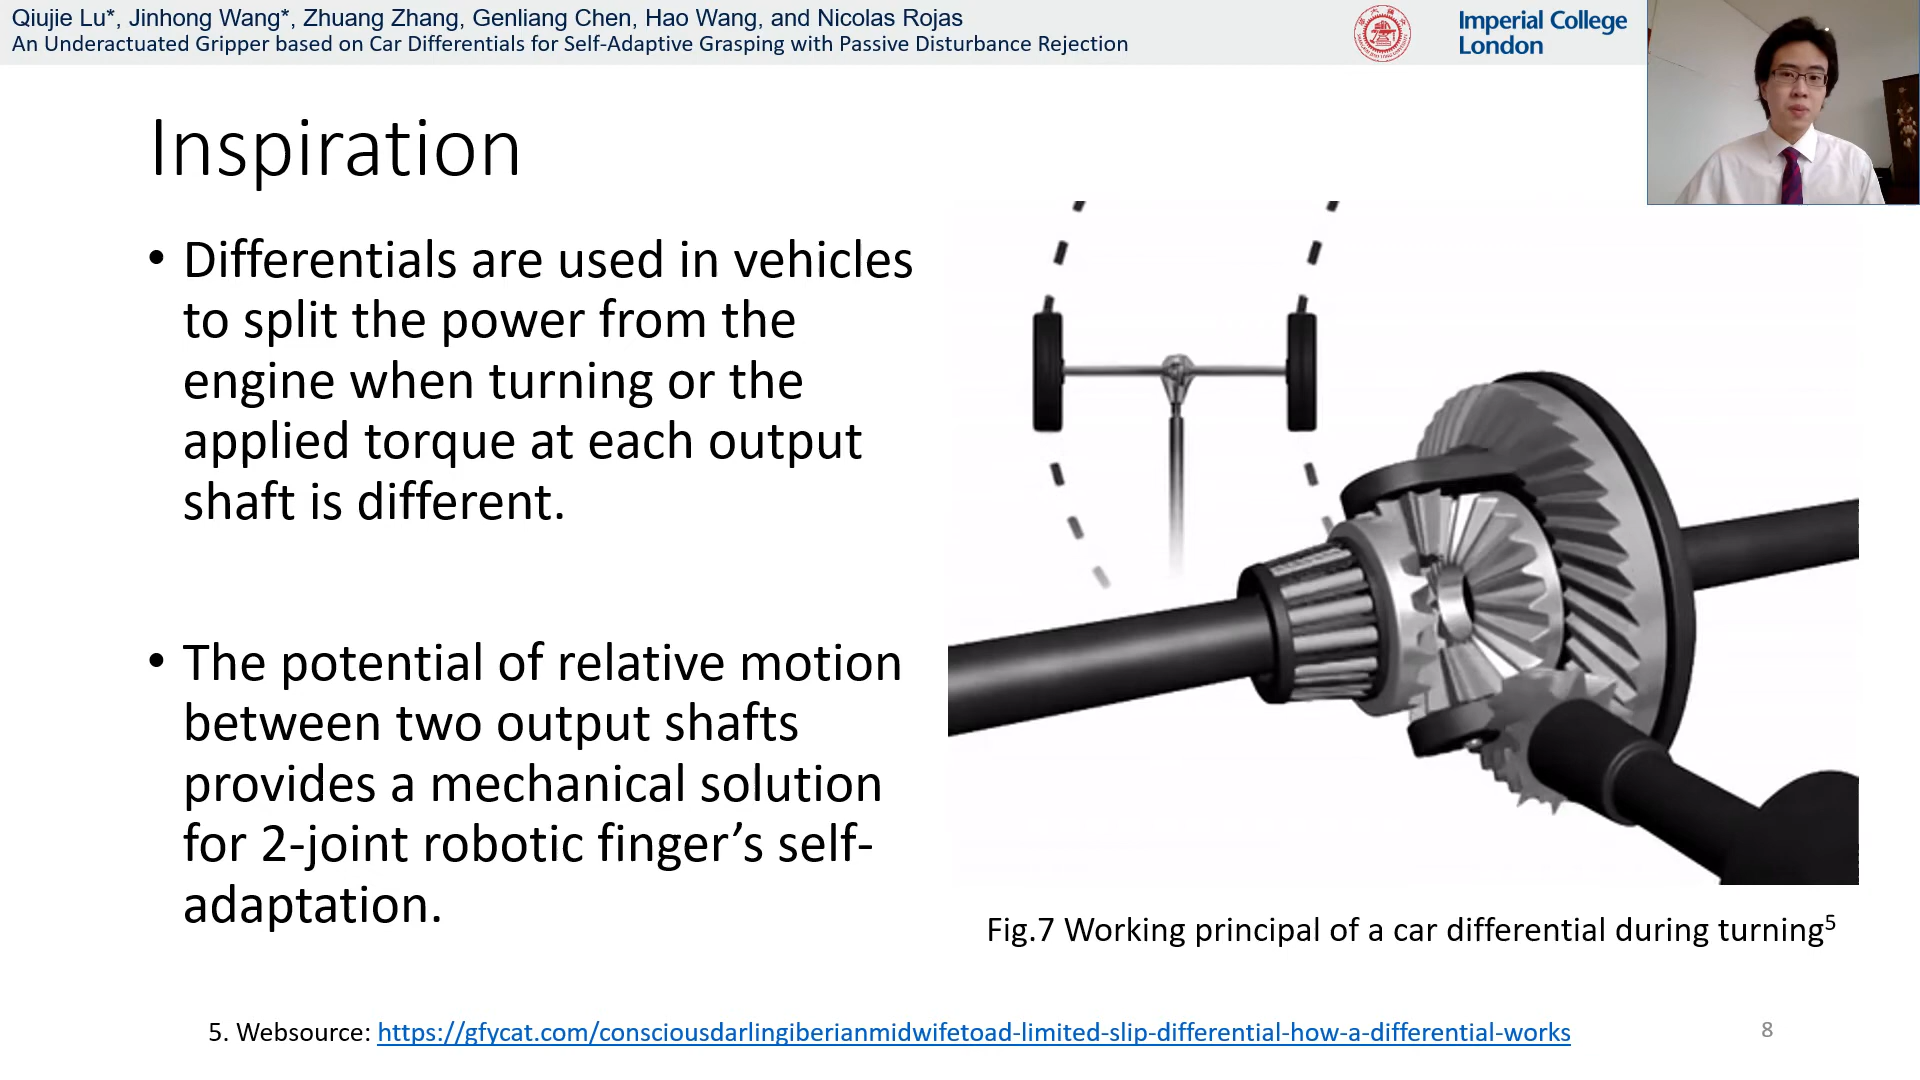 Qiujie Lu*, Jinhong Wang*, Zhuang Zhang, Genliang Chen, Hao Wang, and Nicolas Rojas
An Underactuated Gripper based on Car Differentials for Self-Adaptive Grasping with Passive Disturbance Rejection
Imperial College
London
Inspiration
• Differentials are used in vehicles
to split the power from the
engine when turning or the
applied torque at each output
shaft is different.
• The potential of relative motion
between two output shafts
provides a mechanical solution
for 2-joint robotic finger’s self-
adaptation.
Fig.7 Working principal of a car differential during turning⁵
5. Websource: https://gfycat.com/consciousdarlingiberianmidwifetoad-limited-slip-differential-how-a-differential-works
8